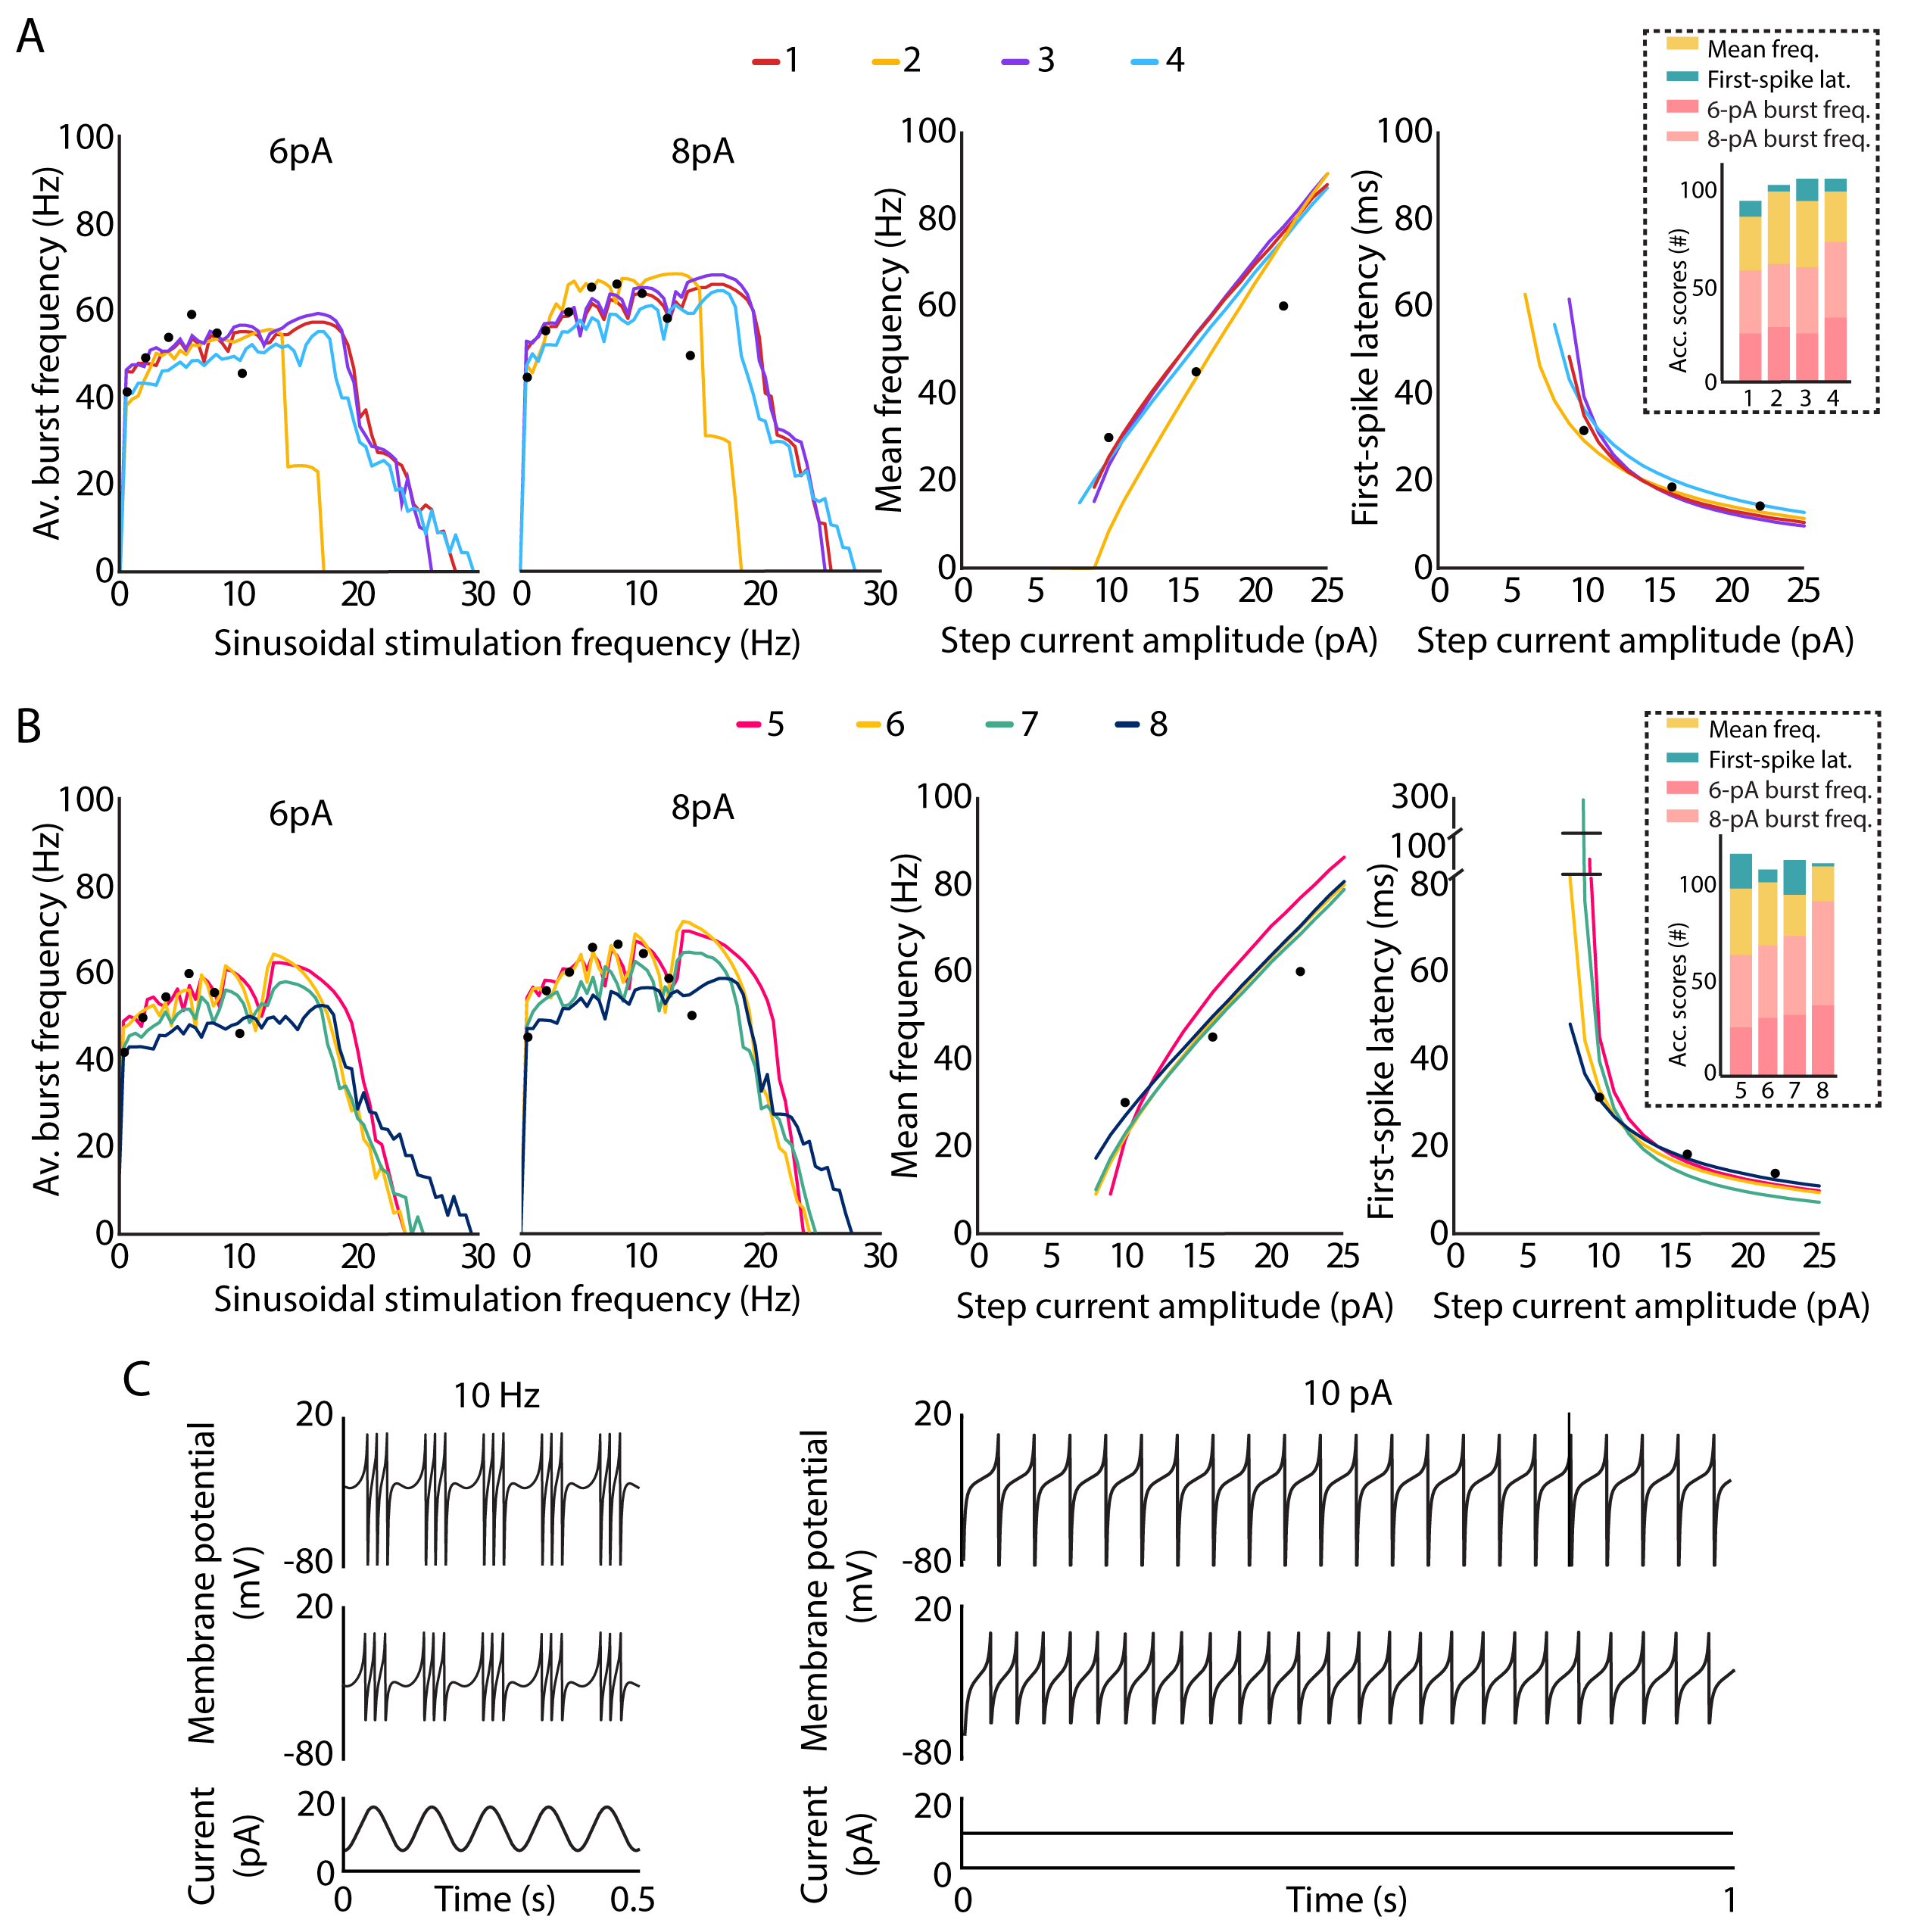 A
1 2 3 4
Mean freq.
First-spike lat.
6-pA burst freq.
8-pA burst freq.
Acc. scores (#)
100
50
0
1 2 3 4
6pA
8pA
Av. burst frequency (Hz)
100
80
60
40
20
0
0 10 20 30
0 10 20 30
Sinusoidal stimulation frequency (Hz)
Mean frequency (Hz)
100
80
60
40
20
0
0 5 10 15 20 25
Step current amplitude (pA)
First-spike latency (ms)
100
80
60
40
20
0
0 5 10 15 20 25
Step current amplitude (pA)
B
5 6 7 8
Mean freq.
First-spike lat.
6-pA burst freq.
8-pA burst freq.
Acc. scores (#)
100
50
0
5 6 7 8
6pA
8pA
Av. burst frequency (Hz)
100
80
60
40
20
0
0 10 20 30
0 10 20 30
Sinusoidal stimulation frequency (Hz)
Mean frequency (Hz)
100
80
60
40
20
0
0 5 10 15 20 25
Step current amplitude (pA)
First-spike latency (ms)
300
100
80
60
40
20
0
0 5 10 15 20 25
Step current amplitude (pA)
C
10 Hz
Membrane potential
(mV)
20
-80
20
-80
Current
(pA)
20
0
0 Time (s) 0.5
10 pA
Membrane potential
(mV)
20
-80
20
-80
Current
(pA)
20
0
0 Time (s) 1